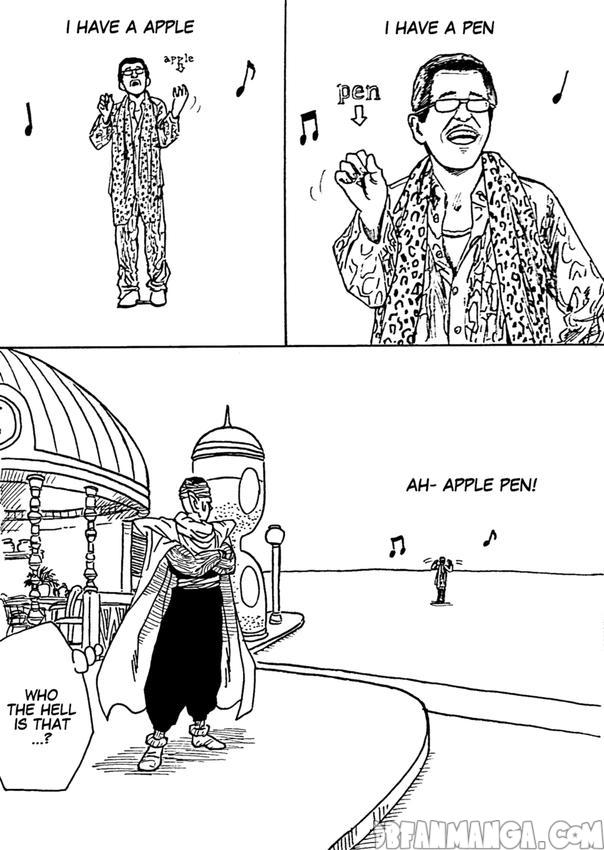 I HAVE A APPLE
apple
I HAVE A PEN
pen
AH- APPLE PEN!
WHO
THE HELL
IS THAT
...?
DBFANMANGA.COM